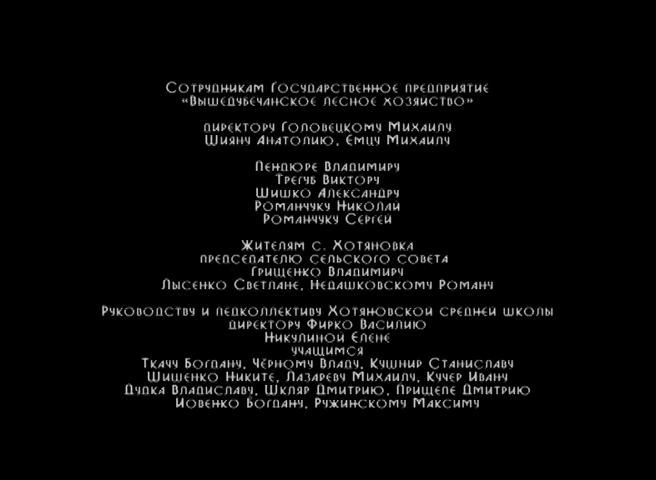 Сотрудникам Государственное предприятие
«Вышедубечанское лесное хозяйство»
директору Головецкому Михаилу
Шияну Анатолию, Емцу Михаилу
Пендюре Владимиру
Трегуб Виктору
Шишко Александру
Романчуку Николай
Романчуку Сергей
Жителям с. Хотяновка
председателю сельского совета
Грищенко Владимиру
Лысенко Светлане, Недашковскому Роману
Руководству и педколлективу Хотяновской средней школы
директору Фирко Василию
Никулиной Елене
учащимся
Ткачу Богдану, Чёрному Владу, Кушнир Станиславу
Шишенко Никите, Лазареву Михаилу, Кучер Ивану
Дудка Владиславу, Шкляр Дмитрию, Прищепе Дмитрию
Иовенко Богдану, Ружинскому Максиму